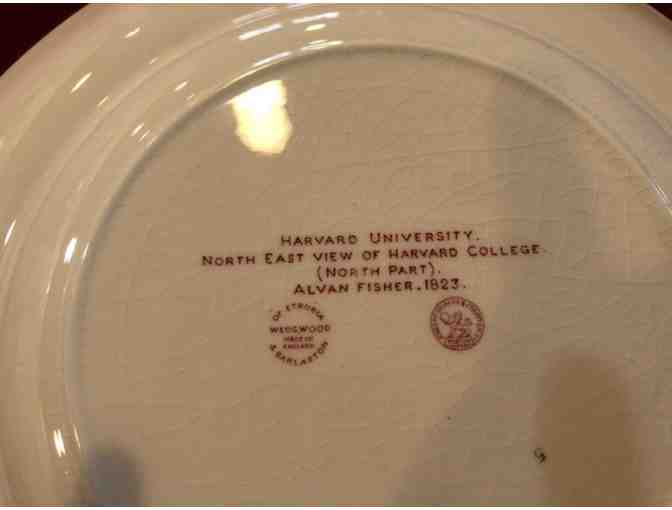 HARVARD UNIVERSITY.
NORTH EAST VIEW OF HARVARD COLLEGE.
(NORTH PART).
ALVAN FISHER. 1823.
OF ETRURIA
WEDGWOOD
MADE IN
ENGLAND
& BARLASTON